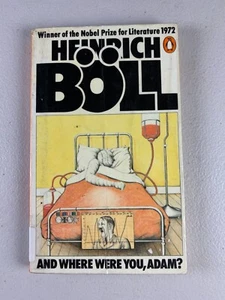 Winner of the Nobel Prize for Literature 1972
HEINRICH
BÖLL
AND WHERE WERE YOU, ADAM?